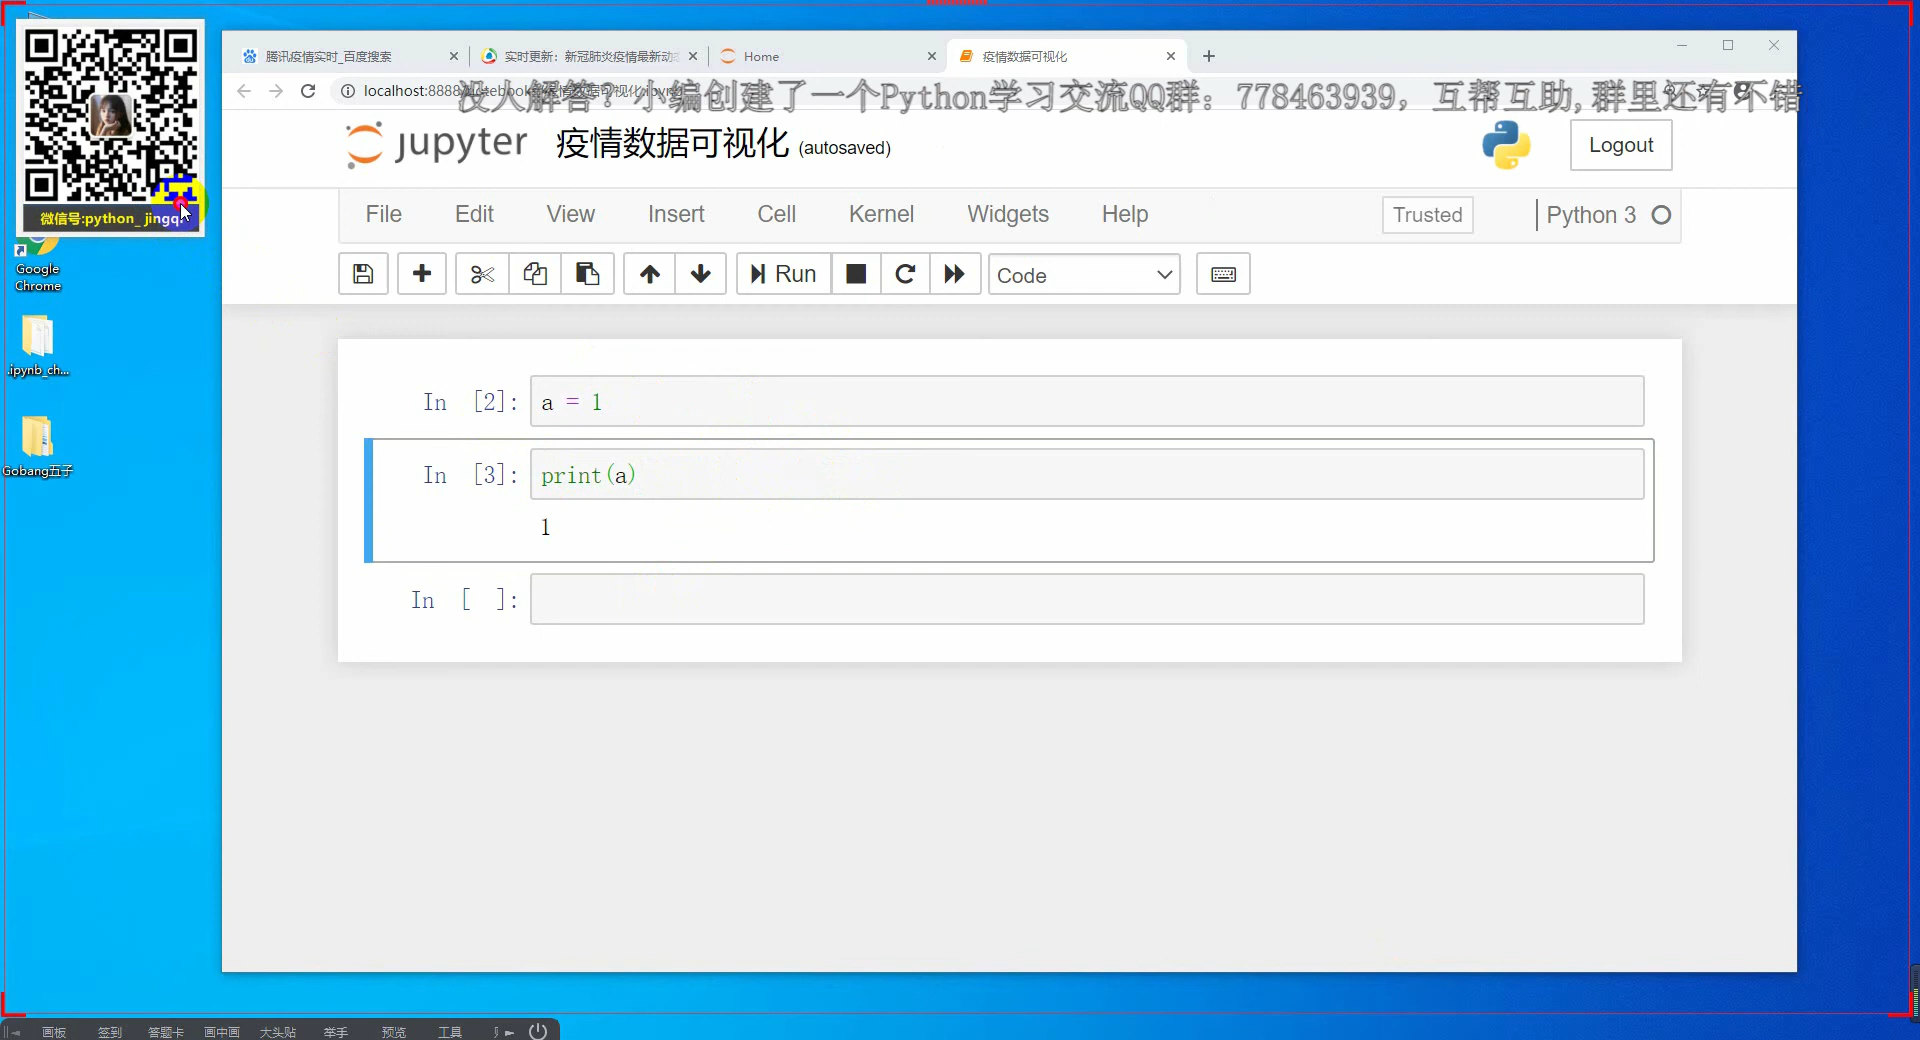 腾讯疫情实时_百度搜索
实时更新：新冠肺炎疫情最新动态
Home
疫情数据可视化
localhost:8888/
没人解答？小编创建了一个Python学习交流QQ群：778463939，互帮互助,群里还有不错
jupyter 疫情数据可视化 (autosaved)
Logout
File Edit View Insert Cell Kernel Widgets Help
Trusted
Python 3
Run
Code
In [2]: a = 1
In [3]: print(a)
1
In [ ]:
微信号:python_jingqi
Google
Chrome
.ipynb_ch...
Gobang五子
画板 签到 答题卡 画中画 大头贴 举手 预览 工具